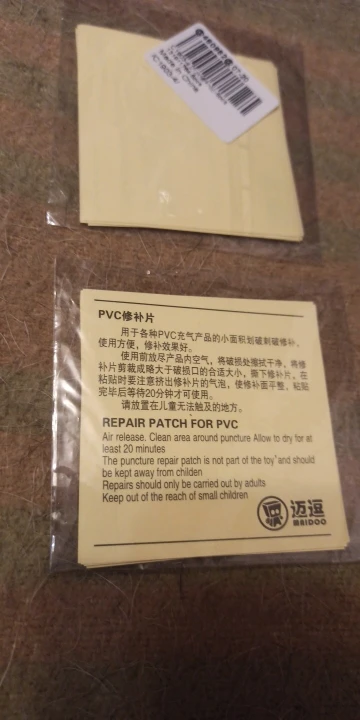 Made in China
PVC修补片
用于各种PVC充气产品的小面积划破刺破修补,
使用方便,修补效果好。
使用前放尽产品内空气,将破损处擦拭干净,将修
补片剪裁成略大于破损口的合适大小,撕下修补片,在
粘贴时要注意挤出修补片的气泡,使修补面平整,粘贴
完毕后等待20分钟才可使用。
请放置在儿童无法触及的地方。
REPAIR PATCH FOR PVC
Air release. Clean area around puncture Allow to dry for at
least 20 minutes
The puncture repair patch is not part of the toy'and should
be kept away from childen
Repairs should only be carried out by adults
Keep out of the reach of small children
迈逗
MAIDOO